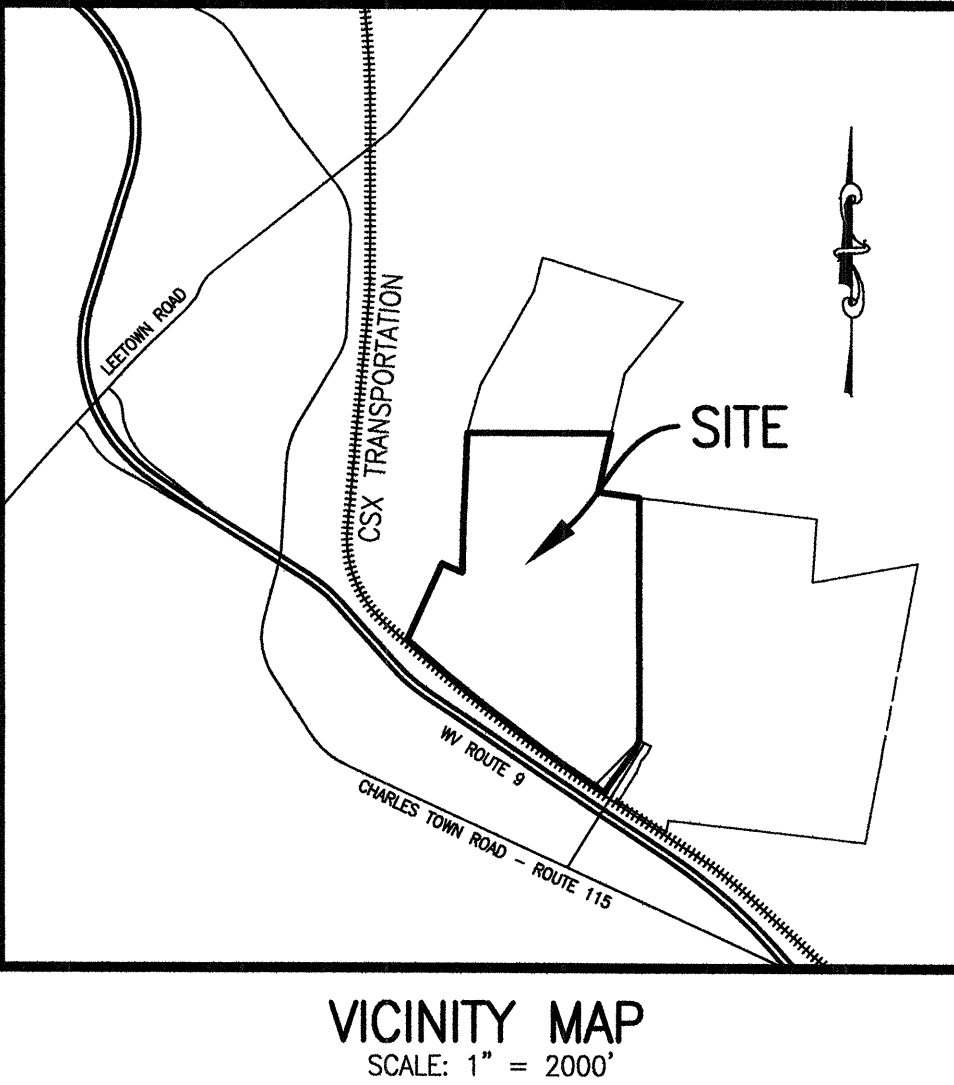 LEETOWN ROAD
CSX TRANSPORTATION
SITE
WV ROUTE 9
CHARLES TOWN ROAD - ROUTE 115
VICINITY MAP
SCALE: 1" = 2000'